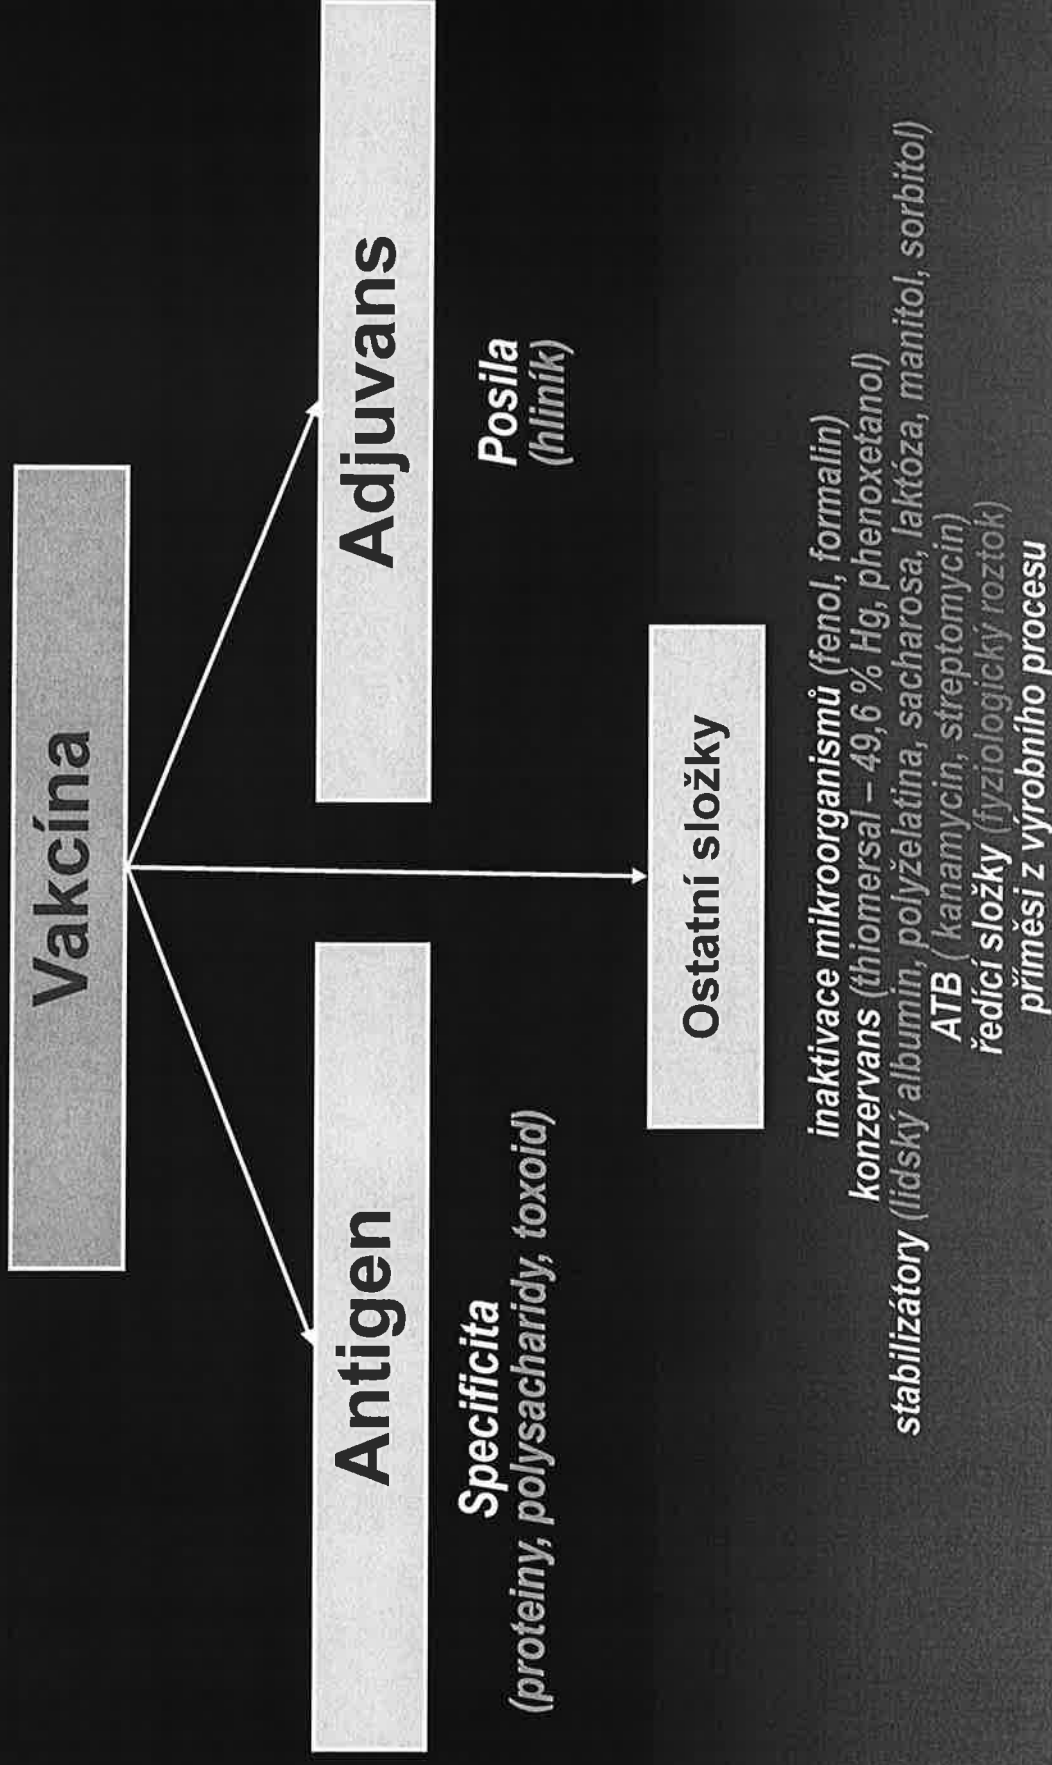 Vakcína
Antigen
Adjuvans
Specificita
(proteiny, polysacharidy, toxoid)
Posila
(hliník)
Ostatní složky
inaktivace mikroorganismů (fenol, formalin)
konzervans (thiomersal – 49,6 % Hg, phenoxetanol)
stabilizátory (lidský albumin, polyželatina, sacharosa, laktóza, manitol, sorbitol)
ATB ( kanamycin, streptomycin)
ředící složky (fyziologický roztok)
příměsi z výrobního procesu